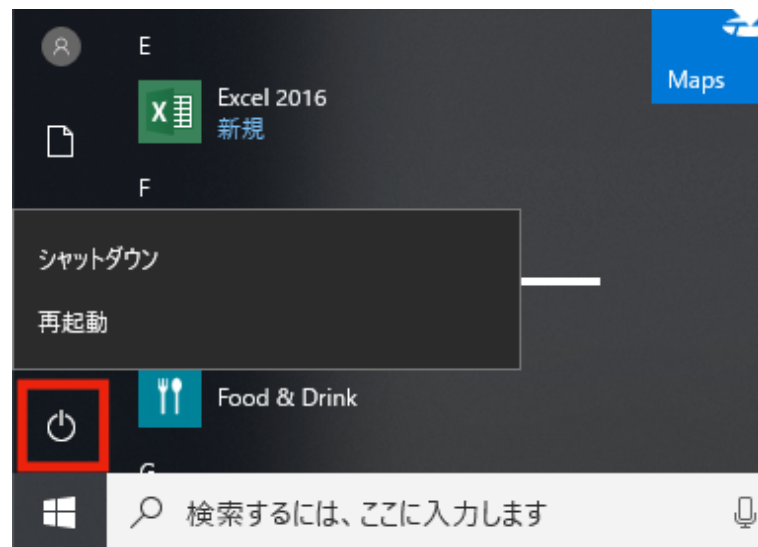 E
Maps
Excel 2016
新規
F
シャットダウン
再起動
Food & Drink
検索するには、ここに入力します